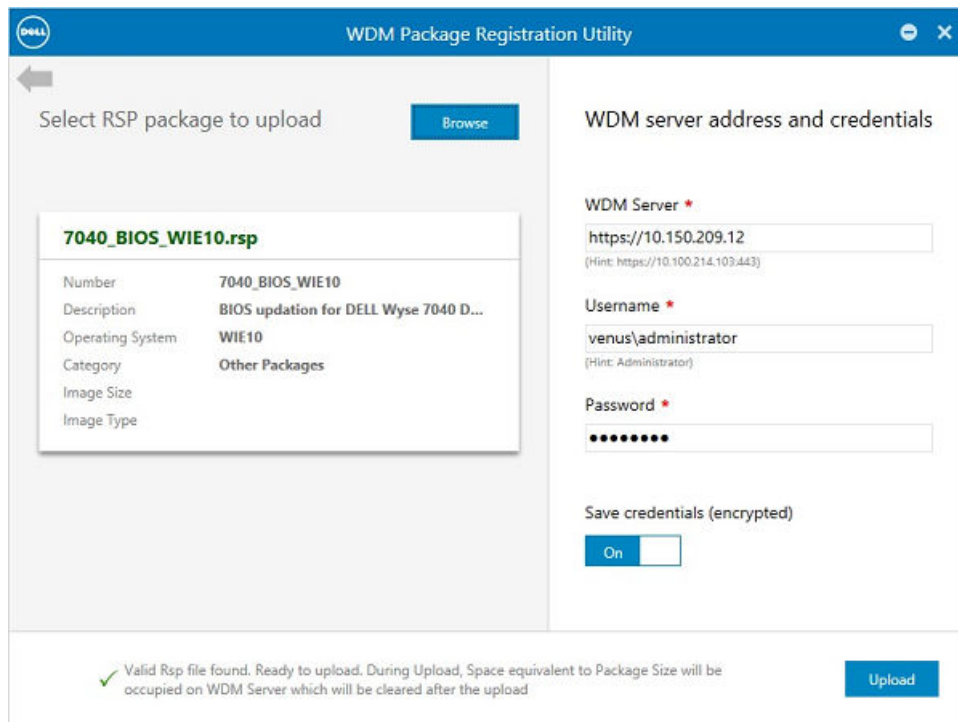 DELL
WDM Package Registration Utility
Select RSP package to upload
Browse
7040_BIOS_WIE10.rsp
Number 7040_BIOS_WIE10
Description BIOS updation for DELL Wyse 7040 D...
Operating System WIE10
Category Other Packages
Image Size
Image Type
WDM server address and credentials
WDM Server *
https://10.150.209.12
(Hint: https://10.100.214.103:443)
Username *
venus\administrator
(Hint: Administrator)
Password *
●●●●●●●●
Save credentials (encrypted)
On
Valid Rsp file found. Ready to upload. During Upload, Space equivalent to Package Size will be
occupied on WDM Server which will be cleared after the upload
Upload